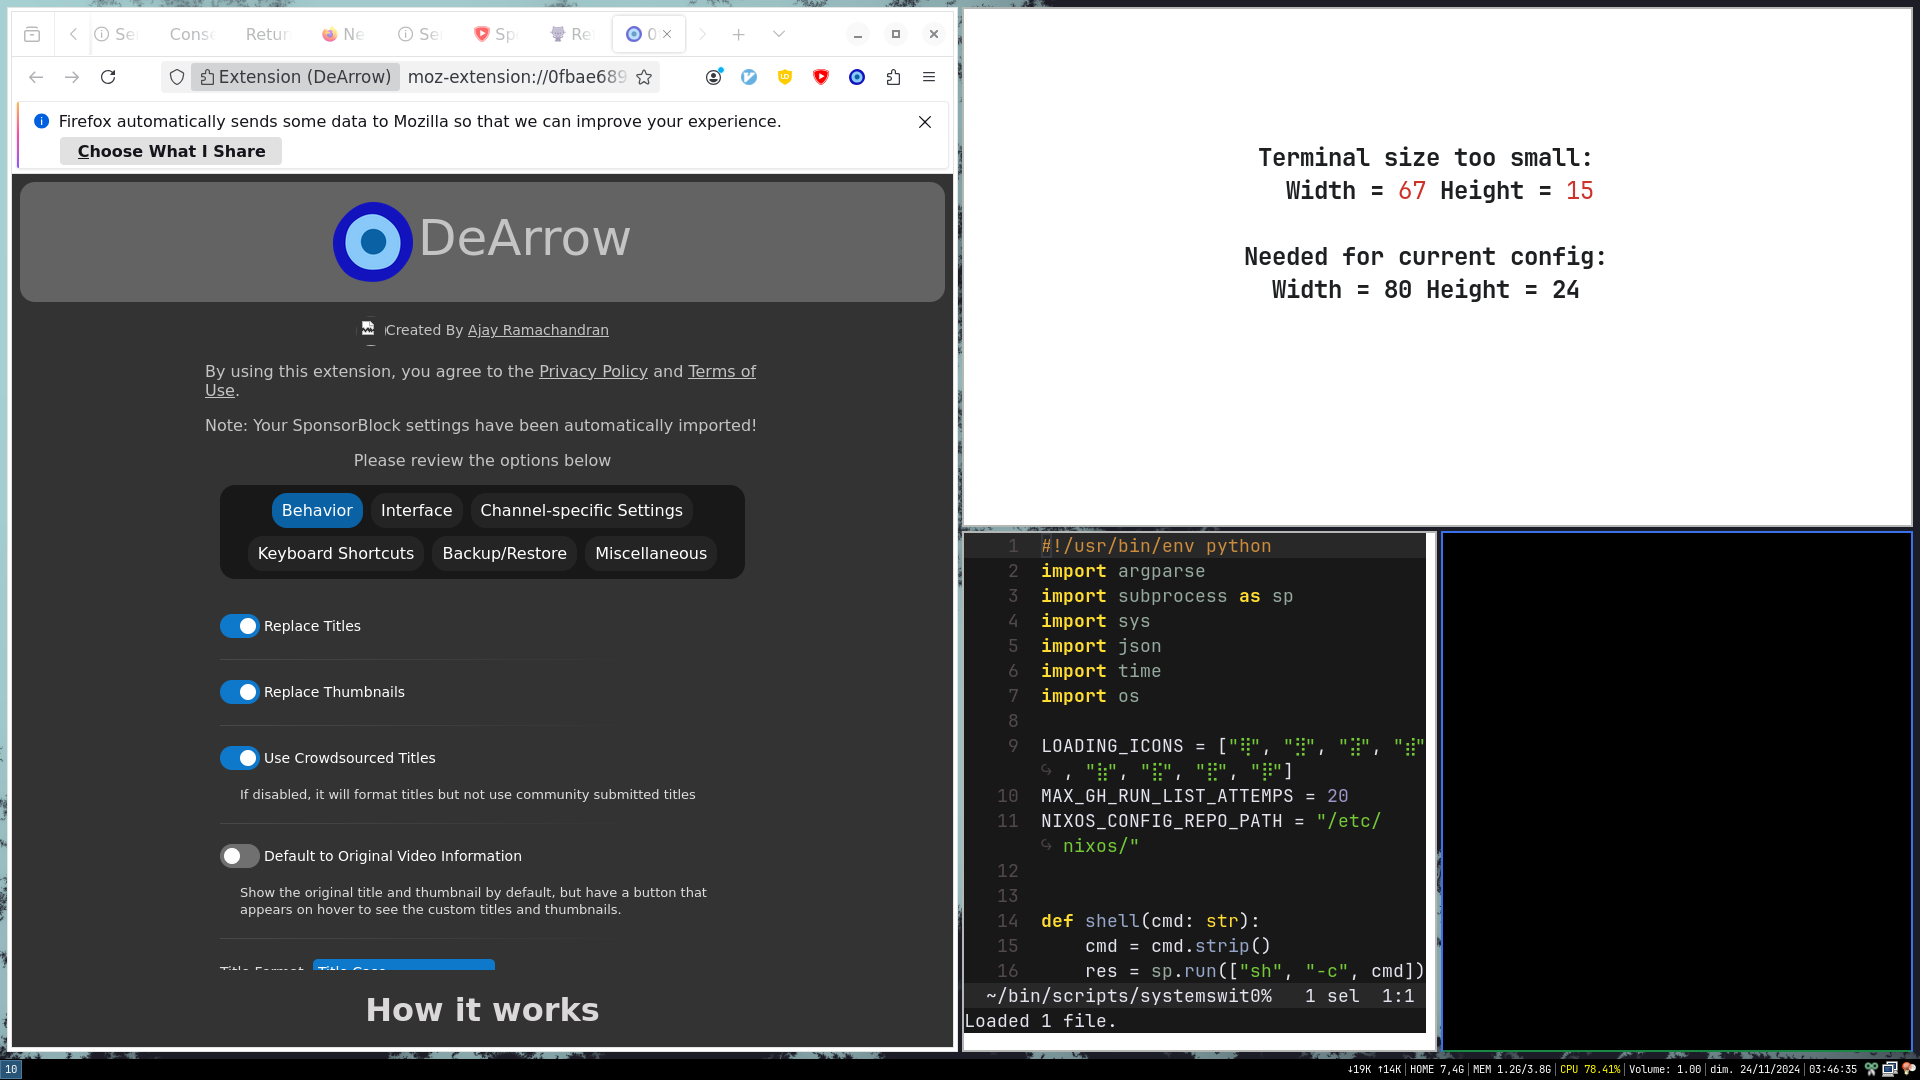 Se
Conse
Return
Ne
Se
Sp
Re
0
Extension (DeArrow)
moz-extension://0fbae689
Firefox automatically sends some data to Mozilla so that we can improve your experience.
Choose What I Share
DeArrow
Created By Ajay Ramachandran
By using this extension, you agree to the Privacy Policy and Terms of
Use.
Note: Your SponsorBlock settings have been automatically imported!
Please review the options below
Behavior
Interface
Channel-specific Settings
Keyboard Shortcuts
Backup/Restore
Miscellaneous
Replace Titles
Replace Thumbnails
Use Crowdsourced Titles
If disabled, it will format titles but not use community submitted titles
Default to Original Video Information
Show the original title and thumbnail by default, but have a button that
appears on hover to see the custom titles and thumbnails.
Title Format
Title Case
How it works
Terminal size too small:
Width = 67 Height = 15
Needed for current config:
Width = 80 Height = 24
1 #!/usr/bin/env python
2 import argparse
3 import subprocess as sp
4 import sys
5 import json
6 import time
7 import os
8
9 LOADING_ICONS = ["⢿", "⣻", "⣽", "⣾"
↪ , "⣷", "⣯", "⣟", "⡿"]
10 MAX_GH_RUN_LIST_ATTEMPS = 20
11 NIXOS_CONFIG_REPO_PATH = "/etc/
↪ nixos/"
12
13
14 def shell(cmd: str):
15 cmd = cmd.strip()
16 res = sp.run(["sh", "-c", cmd])
~/bin/scripts/systemswit0% 1 sel 1:1
Loaded 1 file.
10
↓19K ↑14K
HOME 7,4G
MEM 1.2G/3.8G
CPU 78.41%
Volume: 1.00
dim. 24/11/2024
03:46:35